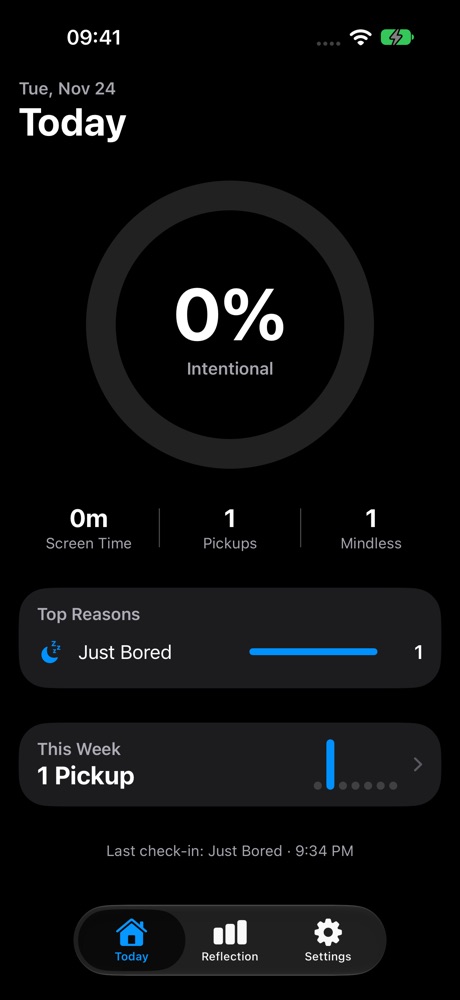 09:41
Tue, Nov 24
Today
0%
Intentional
0m
Screen Time
1
Pickups
1
Mindless
Top Reasons
Just Bored 1
This Week
1 Pickup
Last check-in: Just Bored · 9:34 PM
Today
Reflection
Settings